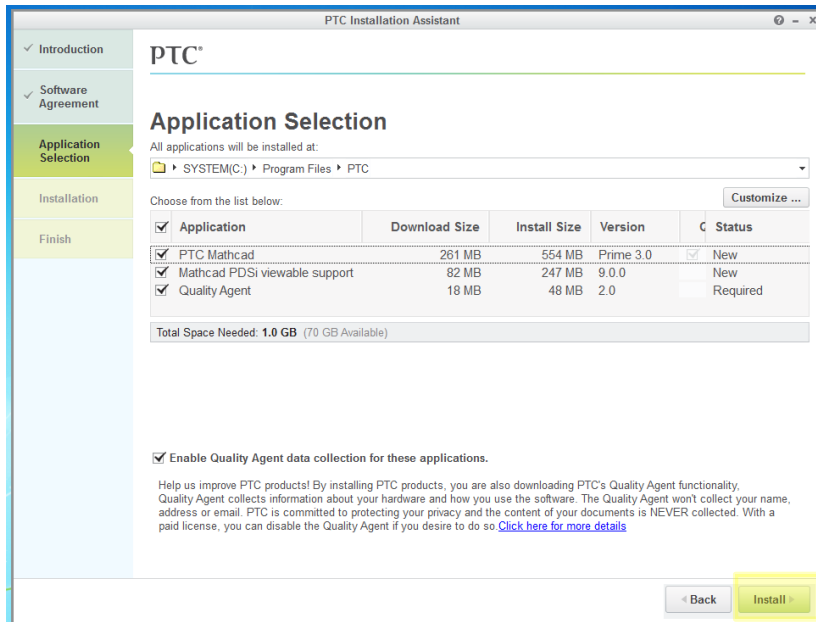 PTC Installation Assistant
Introduction
Software
Agreement
Application
Selection
Installation
Finish
PTC®
Application Selection
All applications will be installed at:
SYSTEM(C:) Program Files PTC
Choose from the list below:
Customize ...
Application Download Size Install Size Version Status
PTC Mathcad 261 MB 554 MB Prime 3.0 New
Mathcad PDSi viewable support 82 MB 247 MB 9.0.0 New
Quality Agent 18 MB 48 MB 2.0 Required
Total Space Needed: 1.0 GB (70 GB Available)
Enable Quality Agent data collection for these applications.
Help us improve PTC products! By installing PTC products, you are also downloading PTC's Quality Agent functionality,
Quality Agent collects information about your hardware and how you use the software. The Quality Agent won't collect your name,
address or email. PTC is committed to protecting your privacy and the content of your documents is NEVER collected. With a
paid license, you can disable the Quality Agent if you desire to do so.Click here for more details
Back
Install